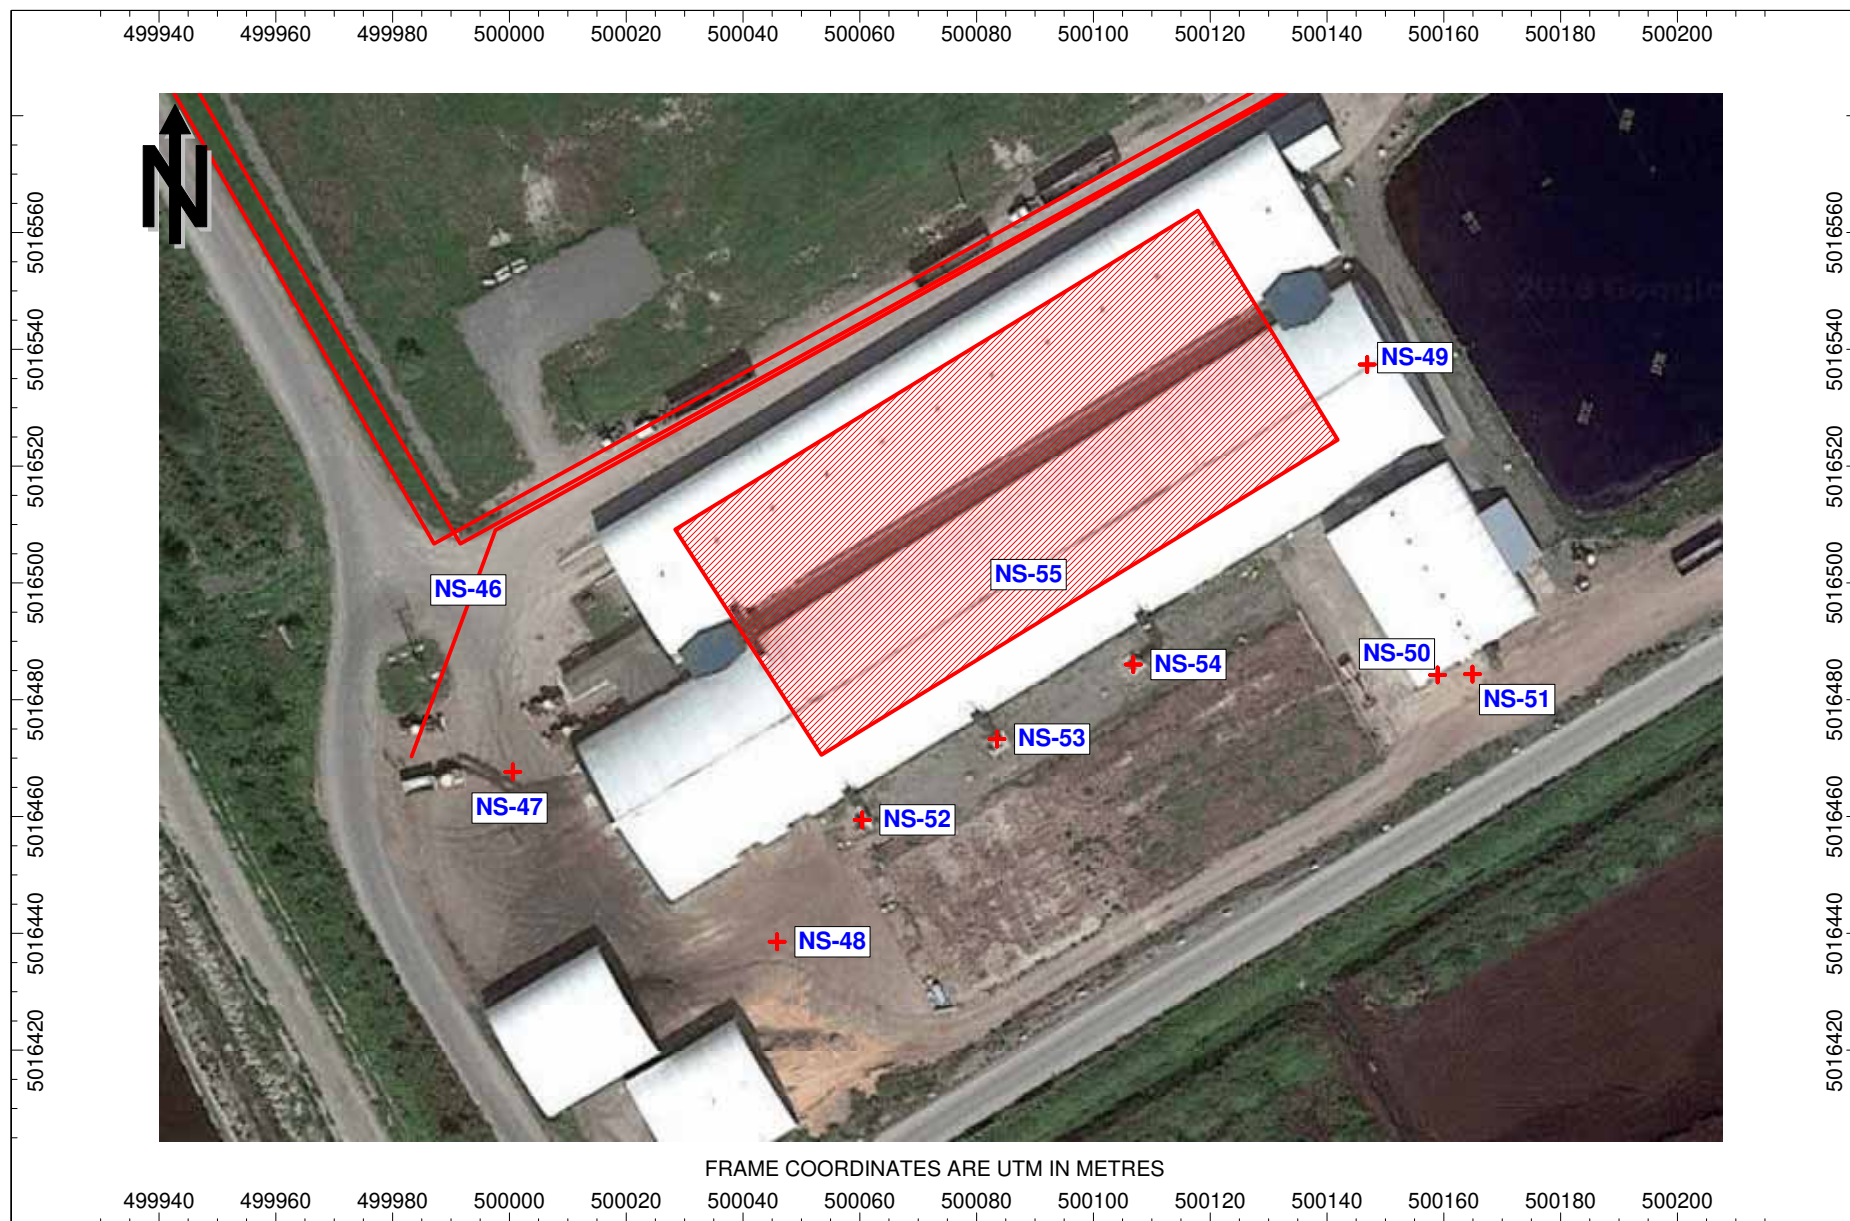 499940 499960 499980 500000 500020 500040 500060 500080 500100 500120 500140 500160 500180 500200
N
5016560 5016560
5016540 5016540
5016520 5016520
5016500 5016500
5016480 5016480
5016460 5016460
5016440 5016440
5016420 5016420
NS-49
NS-55
NS-46
NS-50
NS-54
NS-51
NS-53
NS-47
NS-52
NS-48
FRAME COORDINATES ARE UTM IN METRES
499940 499960 499980 500000 500020 500040 500060 500080 500100 500120 500140 500160 500180 500200